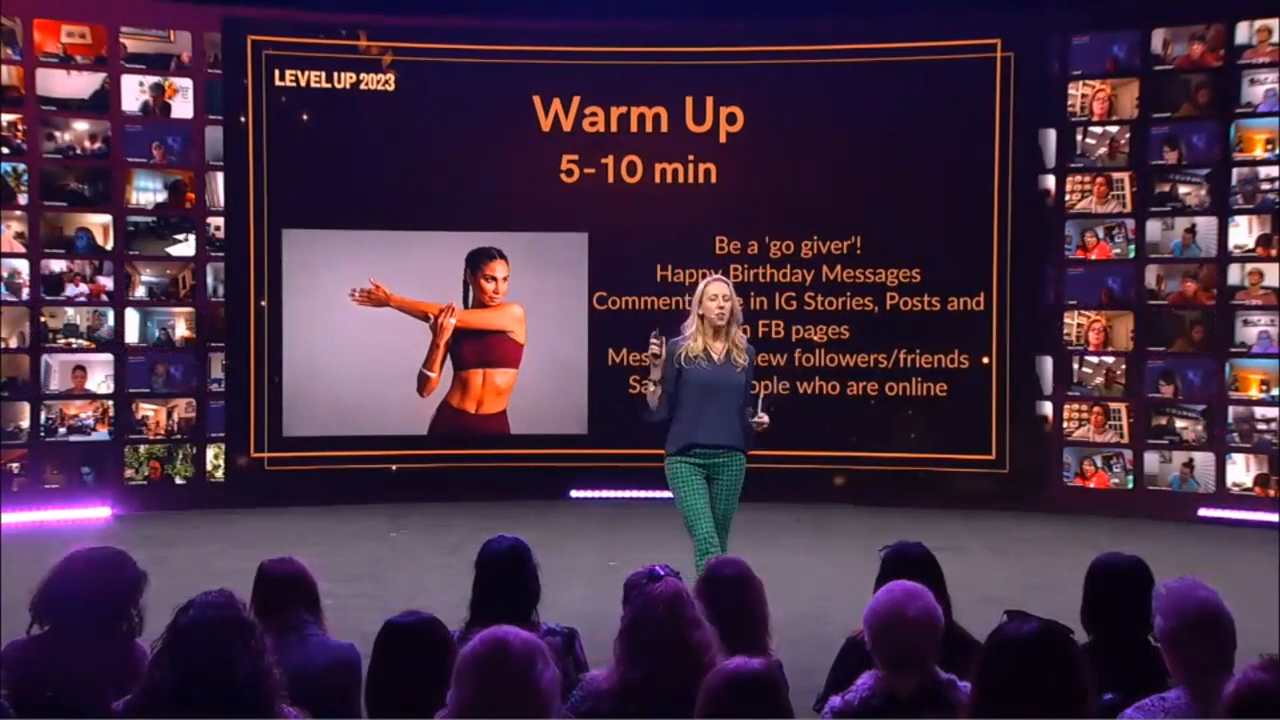 LEVEL UP 2023
Warm Up
5-10 min
Be a 'go giver'!
Happy Birthday Messages
Comment in IG Stories, Posts and
FB pages
followers/friends
who are online